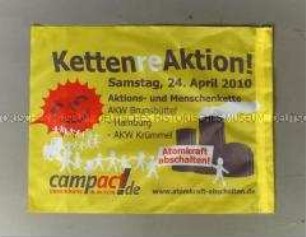 KettenreAktion!
Samstag, 24. April 2010
Aktions- und Menschenkette
AKW Brunsbüttel
- Hamburg
- AKW Krümmel
Atomkraft
abschalten!
campact!.de
www.atomkraft-abschalten.de